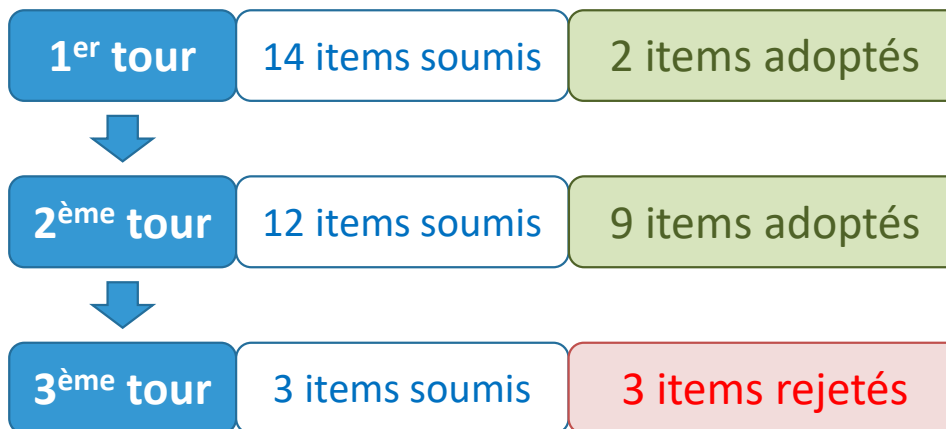 1er tour 14 items soumis 2 items adoptés
2ème tour 12 items soumis 9 items adoptés
3ème tour 3 items soumis 3 items rejetés